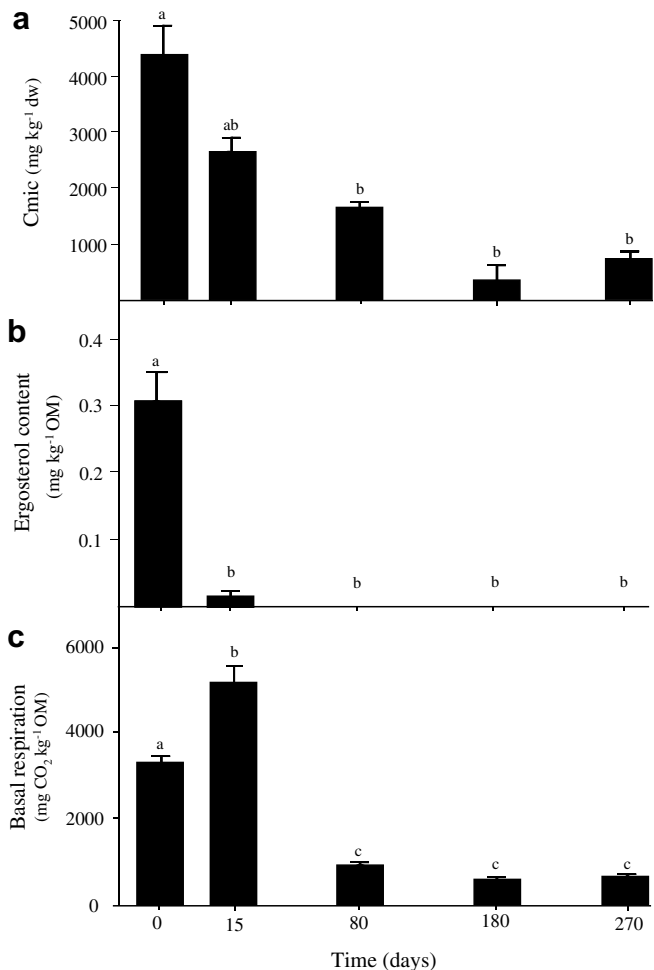 a
Cmic (mg kg⁻¹ dw)
5000
4000
3000
2000
1000
a
ab
b
b
b
b
Ergosterol content
(mg kg⁻¹ OM)
0.4
0.3
0.2
0.1
a
b
b
b
b
c
Basal respiration
(mg CO₂ kg⁻¹ OM)
6000
4000
2000
0
a
b
c
c
c
0 15 80 180 270
Time (days)